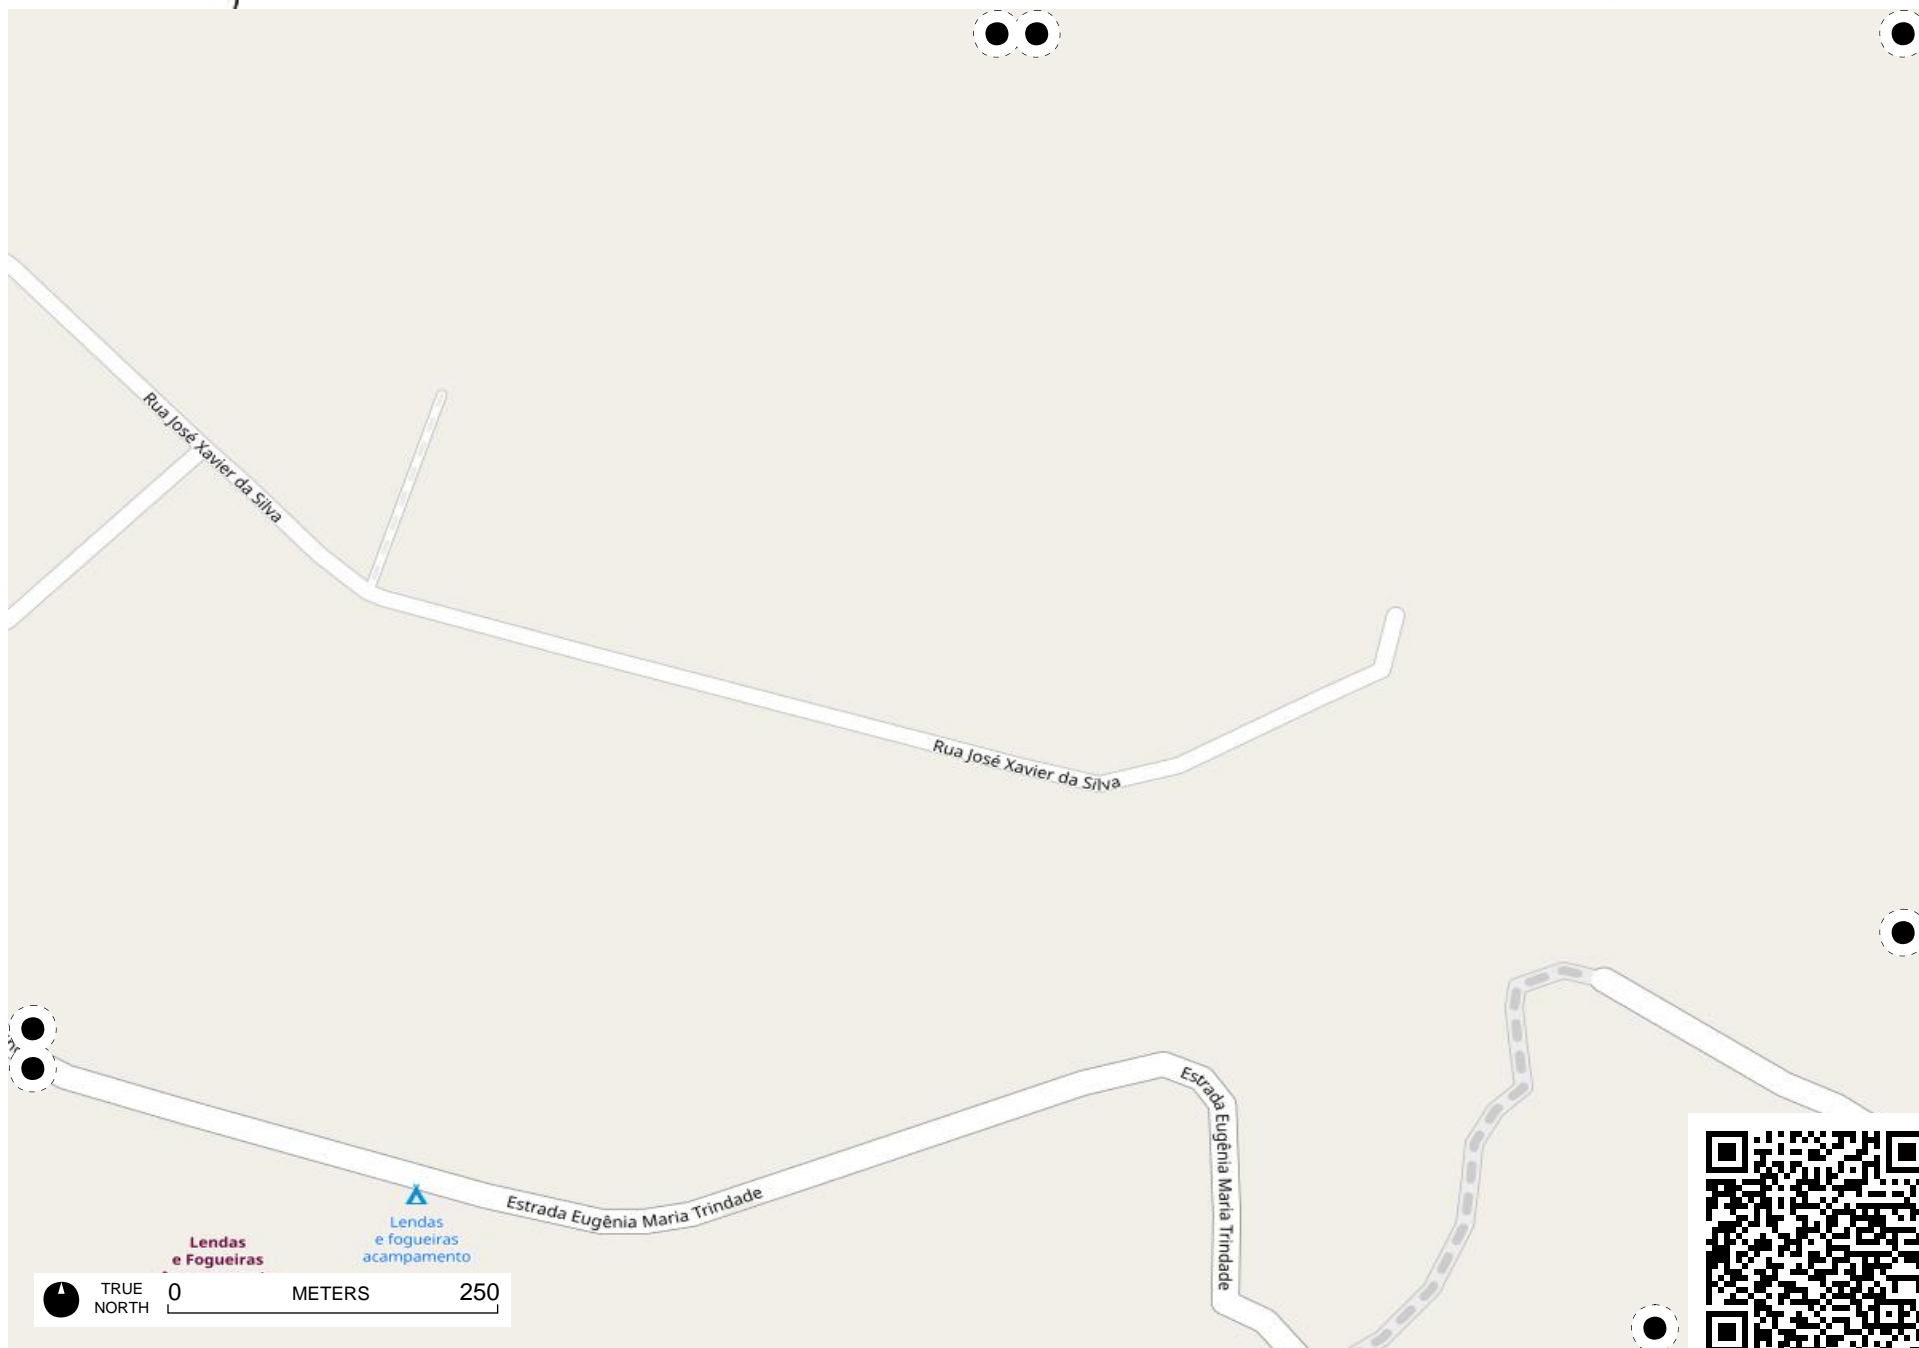 Rua José Xavier da Silva
Rua José Xavier da Silva
Estrada Eugênia Maria Trindade
Estrada Eugênia Maria Trindade
Lendas
e fogueiras
acampamento
Lendas
e Fogueiras
TRUE
NORTH
0 METERS 250